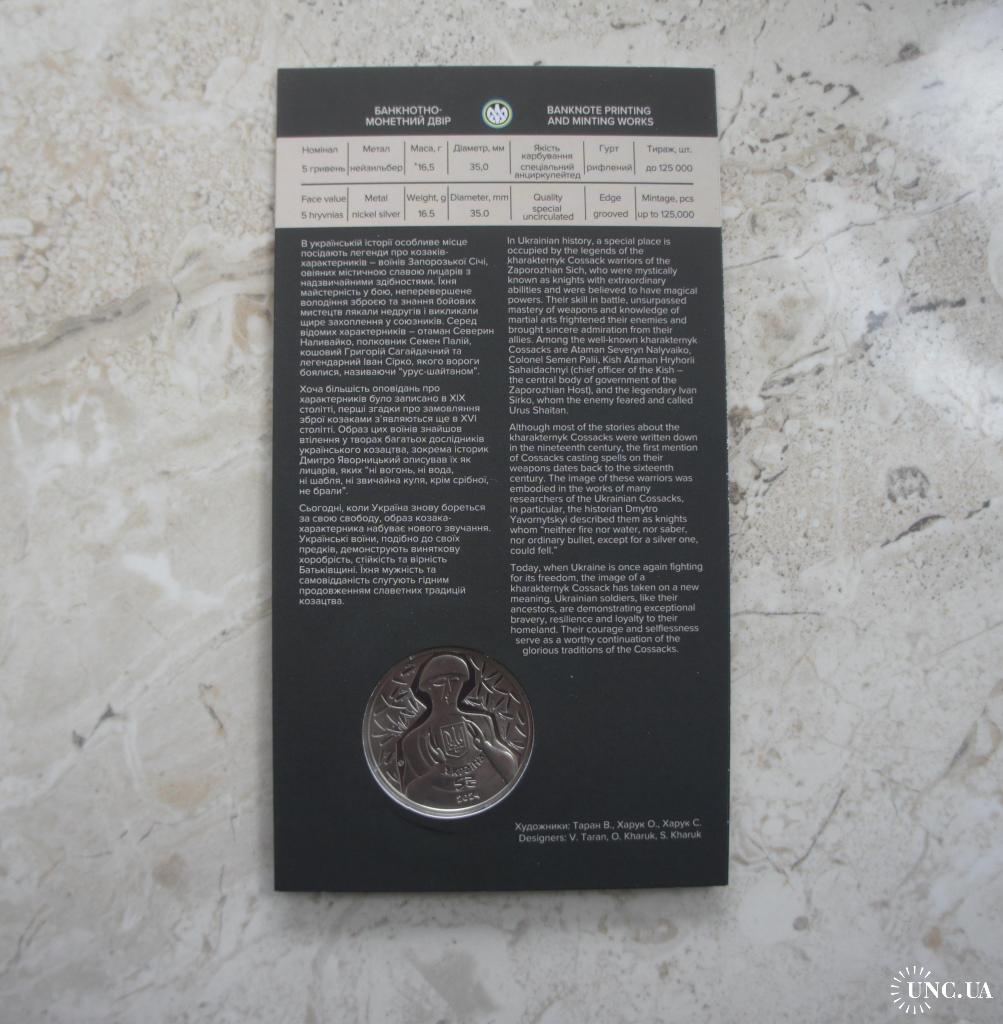 БАНКНОТНО-
МОНЕТНИЙ ДВІР
BANKNOTE PRINTING
AND MINTING WORKS
Номінал Метал Маса, г Діаметр, мм Якість карбування Гурт Тираж, шт.
5 гривень нейзильбер *16,5 35,0 спеціальний анциркулейтед рифлений до 125 000
Face value Metal Weight, g Diameter, mm Quality Edge Mintage, pcs
5 hryvnias nickel silver 16.5 35.0 special uncirculated grooved up to 125,000
В українській історії особливе місце
посідають легенди про козаків-
характерників – воїнів Запорозької Січі,
овіяних містичною славою лицарів з
надзвичайними здібностями. Їхня
майстерність у бою, неперевершене
володіння зброєю та знання бойових
мистецтв лякали недругів і викликали
щире захоплення у союзників. Серед
відомих характерників – отаман Северин
Наливайко, полковник Семен Палій,
кошовий Григорій Сагайдачний та
легендарний Іван Сірко, якого вороги
боялися, називаючи "урус-шайтаном".
Хоча більшість оповідань про
характерників було записано в XIX
столітті, перші згадки про замовляння
зброї козаками з'являються ще в XVI
столітті. Образ цих воїнів знайшов
втілення у творах багатьох дослідників
українського козацтва, зокрема історик
Дмитро Яворницький описував їх як
лицарів, яких "ні вогонь, ні вода,
ні шабля, ні звичайна куля, крім срібної,
не брали".
Сьогодні, коли Україна знову бореться
за свою свободу, образ козака-
характерника набуває нового звучання.
Українські воїни, подібно до своїх
предків, демонструють виняткову
хоробрість, стійкість та вірність
Батьківщині. Їхня мужність та
самовідданість слугують гідним
продовженням славетних традицій
козацтва.
In Ukrainian history, a special place is
occupied by the legends of the
kharakternyk Cossack warriors of the
Zaporozhian Sich, who were mystically
known as knights with extraordinary
abilities and were believed to have magical
powers. Their skill in battle, unsurpassed
mastery of weapons and knowledge of
martial arts frightened their enemies and
brought sincere admiration from their
allies. Among the well-known kharakternyk
Cossacks are Ataman Severyn Nalyvaiko,
Colonel Semen Palii, Kish Ataman Hryhorii
Sahaidachnyi (chief officer of the Kish –
the central body of government of the
Zaporozhian Host), and the legendary Ivan
Sirko, whom the enemy feared and called
Urus Shaitan.
Although most of the stories about the
kharakternyk Cossacks were written down
in the nineteenth century, the first mention
of Cossacks casting spells on their
weapons dates back to the sixteenth
century. The image of these warriors was
embodied in the works of many
researchers of the Ukrainian Cossacks,
in particular, the historian Dmytro
Yavornytskyi described them as knights
whom "neither fire nor water, nor saber,
nor ordinary bullet, except for a silver one,
could fell."
Today, when Ukraine is once again fighting
for its freedom, the image of a
kharakternyk Cossack has taken on a new
meaning. Ukrainian soldiers, like their
ancestors, are demonstrating exceptional
bravery, resilience and loyalty to their
homeland. Their courage and selflessness
serve as a worthy continuation of the
glorious traditions of the Cossacks.
УКРАЇНА
5₴
2024
Художники: Таран В., Харук О., Харук С.
Designers: V. Taran, O. Kharuk, S. Kharuk
UNC.UA